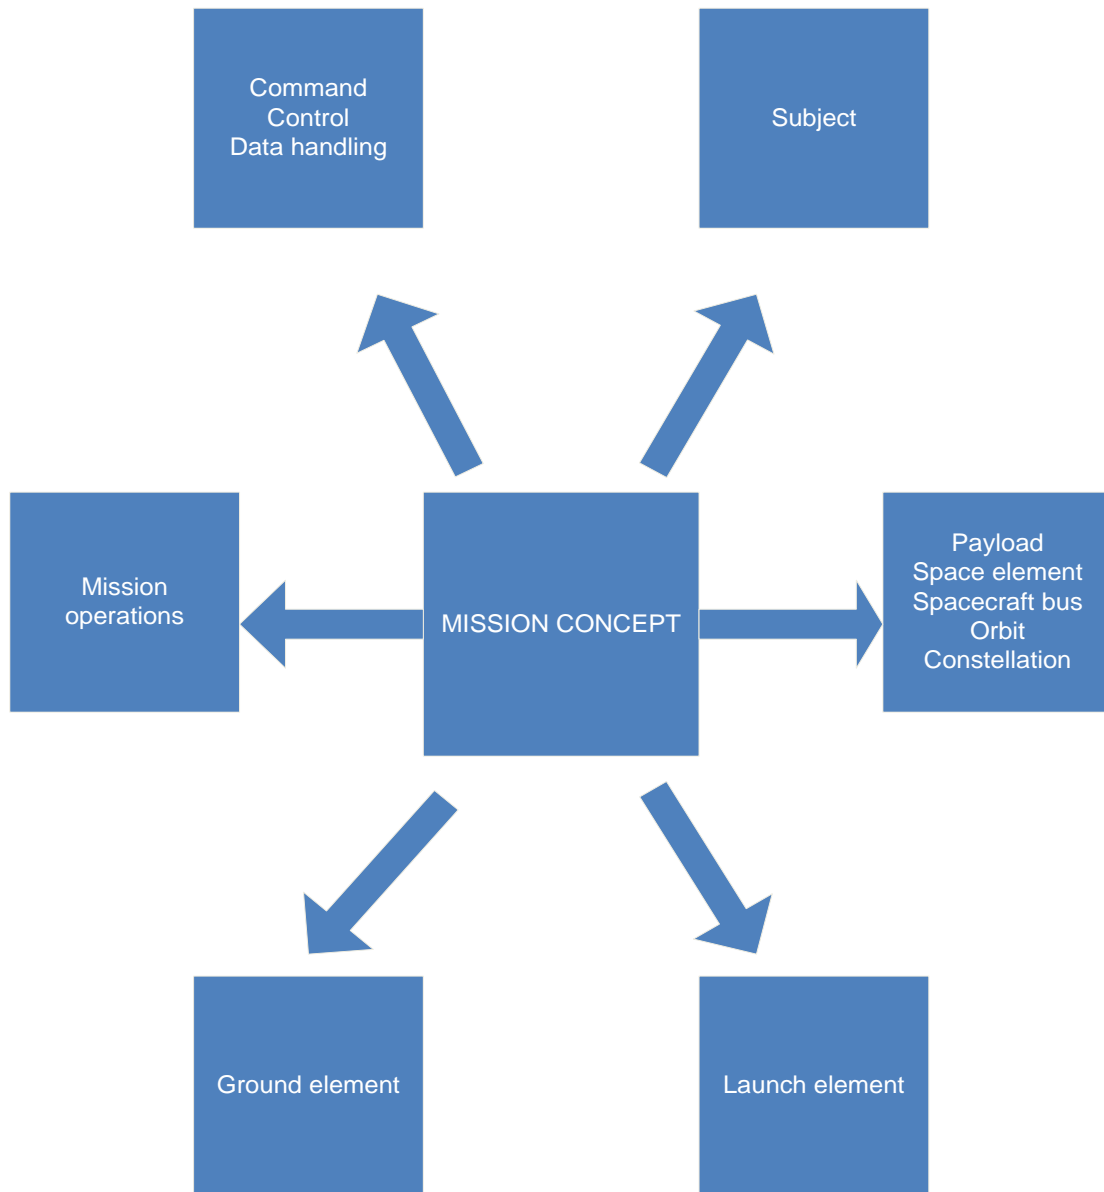 Command
Control
Data handling
Subject
Mission
operations
MISSION CONCEPT
Payload
Space element
Spacecraft bus
Orbit
Constellation
Ground element
Launch element